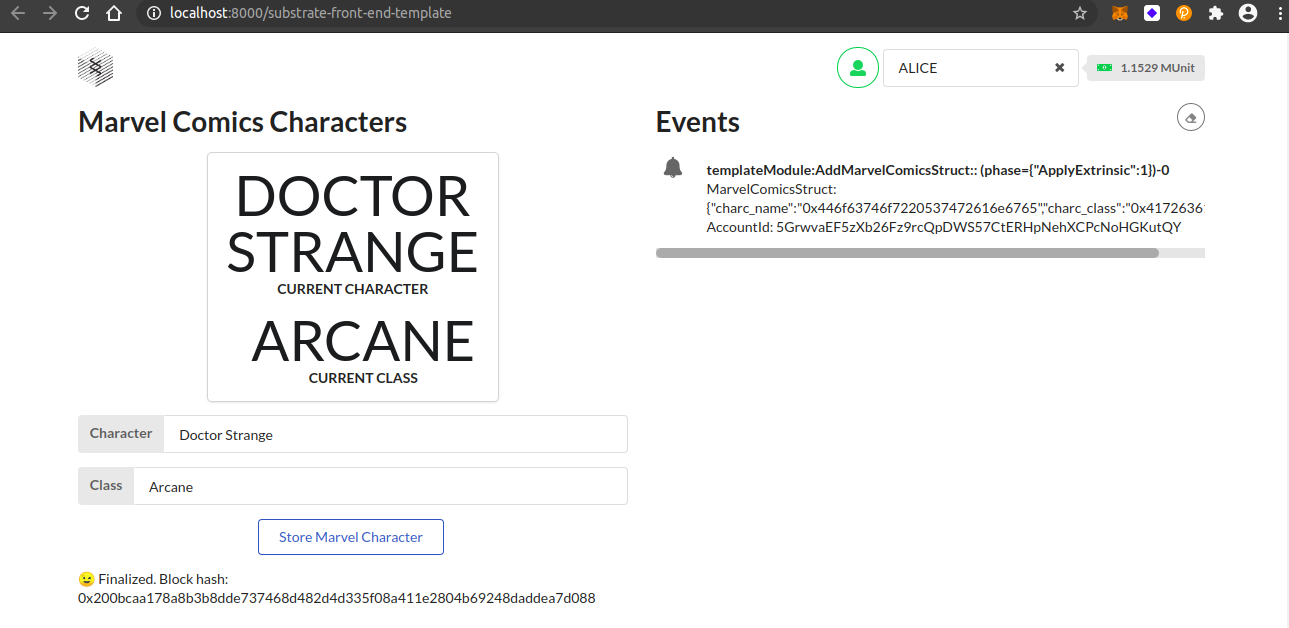 localhost:8000/substrate-front-end-template
ALICE
1.1529 MUnit
Marvel Comics Characters
DOCTOR
STRANGE
CURRENT CHARACTER
ARCANE
CURRENT CLASS
Character
Doctor Strange
Class
Arcane
Store Marvel Character
😉 Finalized. Block hash:
0x200bcaa178a8b3b8dde737468d482d4d335f08a411e2804b69248daddea7d088
Events
templateModule:AddMarvelComicsStruct:: (phase={"ApplyExtrinsic":1})-0
MarvelComicsStruct:
{"charc_name":"0x446f63746f7220537472616e6765","charc_class":"0x4172636
AccountId: 5GrwvaEF5zXb26Fz9rcQpDWS57CtERHpNehXCPcNoHGKutQY